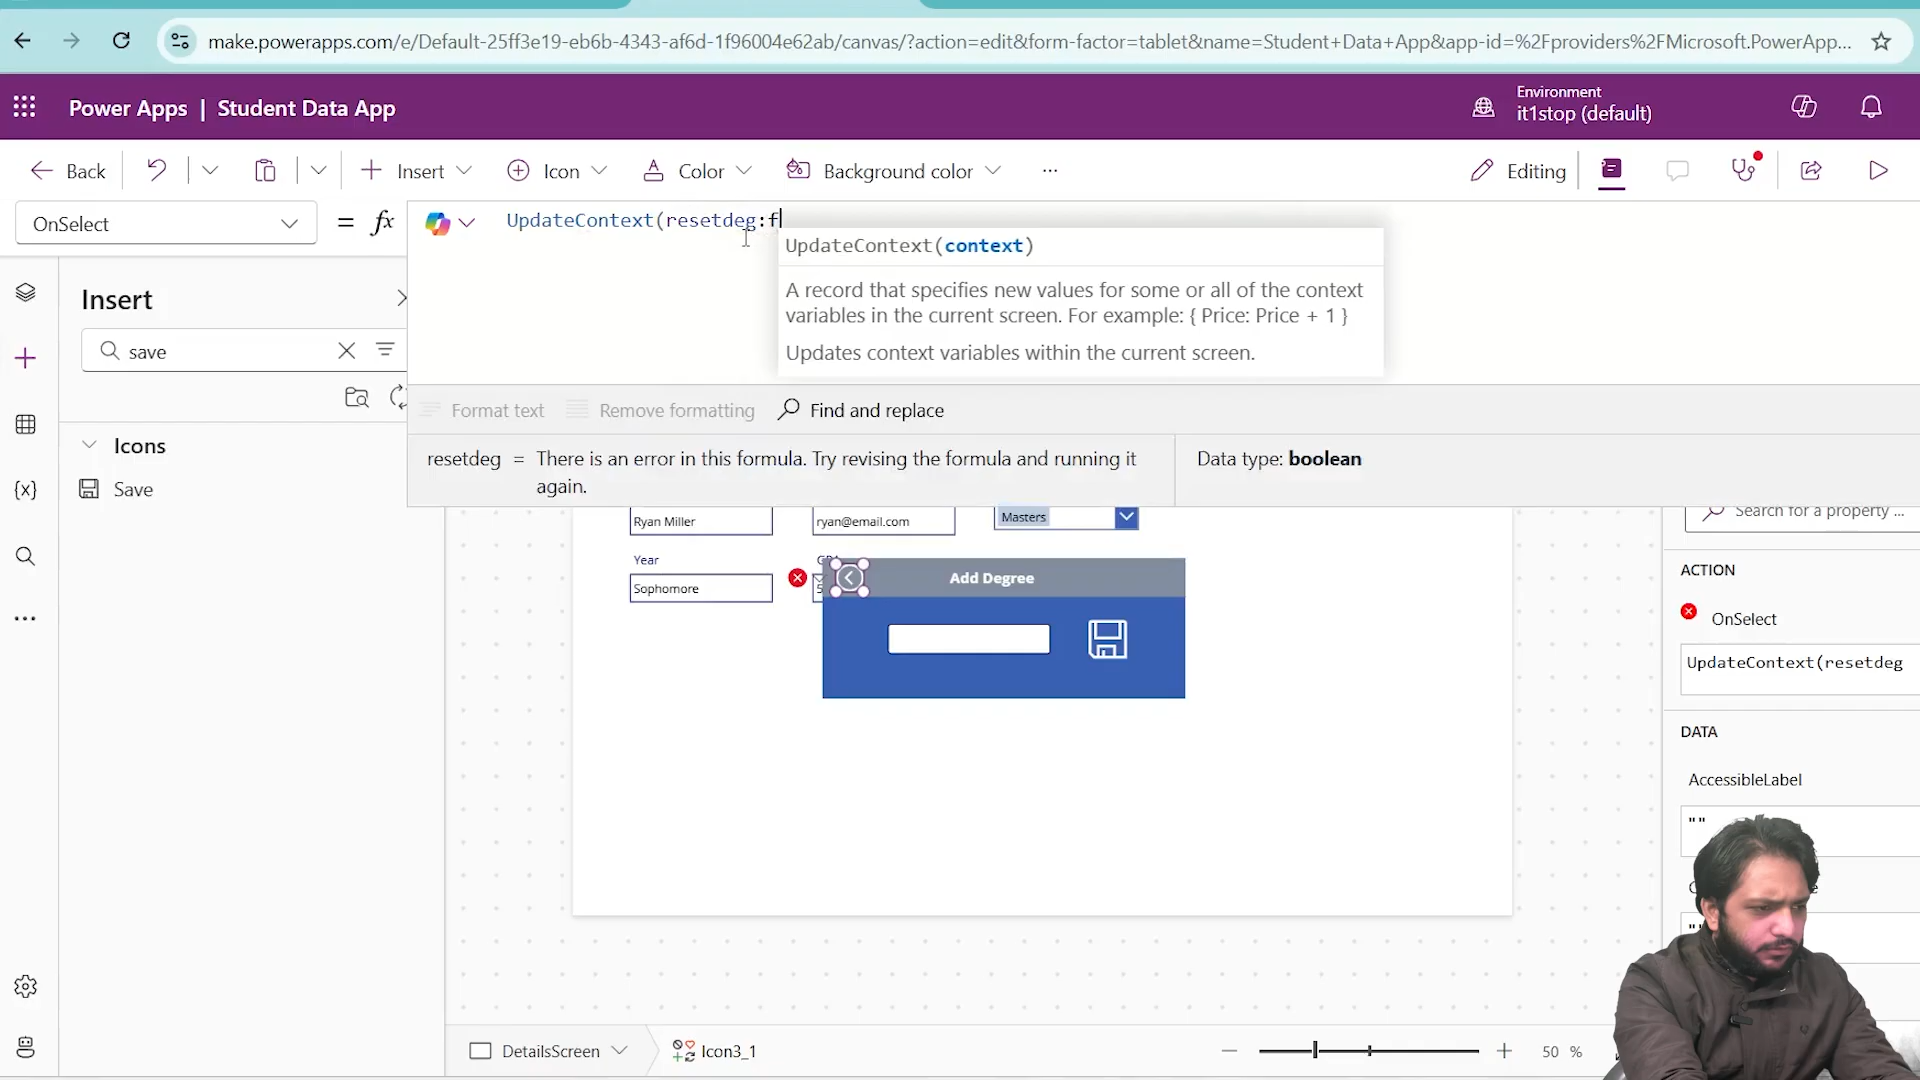 make.powerapps.com/e/Default-25ff3e19-eb6b-4343-af6d-1f96004e62ab/canvas/?action=edit&form-factor=tablet&name=Student+Data+App&app-id=%2Fproviders%2FMicrosoft.PowerApp...
Power Apps | Student Data App
Environment
it1stop (default)
Back
Insert
Icon
Color
Background color
...
Editing
OnSelect
= fx
UpdateContext(resetdeg:f
UpdateContext(context)
A record that specifies new values for some or all of the context
variables in the current screen. For example: { Price: Price + 1 }
Updates context variables within the current screen.
Insert
save
Format text
Remove formatting
Find and replace
resetdeg = There is an error in this formula. Try revising the formula and running it
again.
Data type: boolean
Icons
Save
Ryan Miller
ryan@email.com
Masters
Search for a property ...
Year
Sophomore
Add Degree
ACTION
OnSelect
UpdateContext(resetdeg
DATA
AccessibleLabel
""
DetailsScreen
Icon3_1
50 %